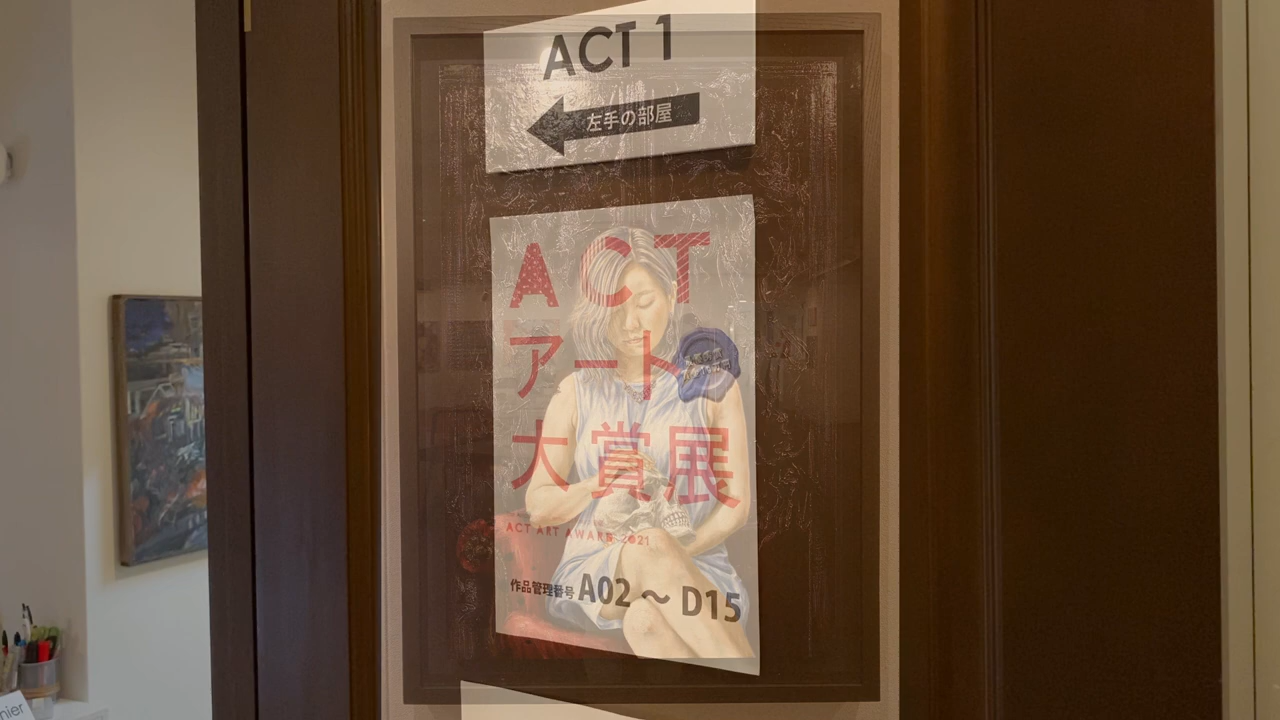 ACT 1
左手の部屋
ACT
アート
大賞展
ACT ART AWARD 2021
作品管理番号 A02 〜 D15
nier